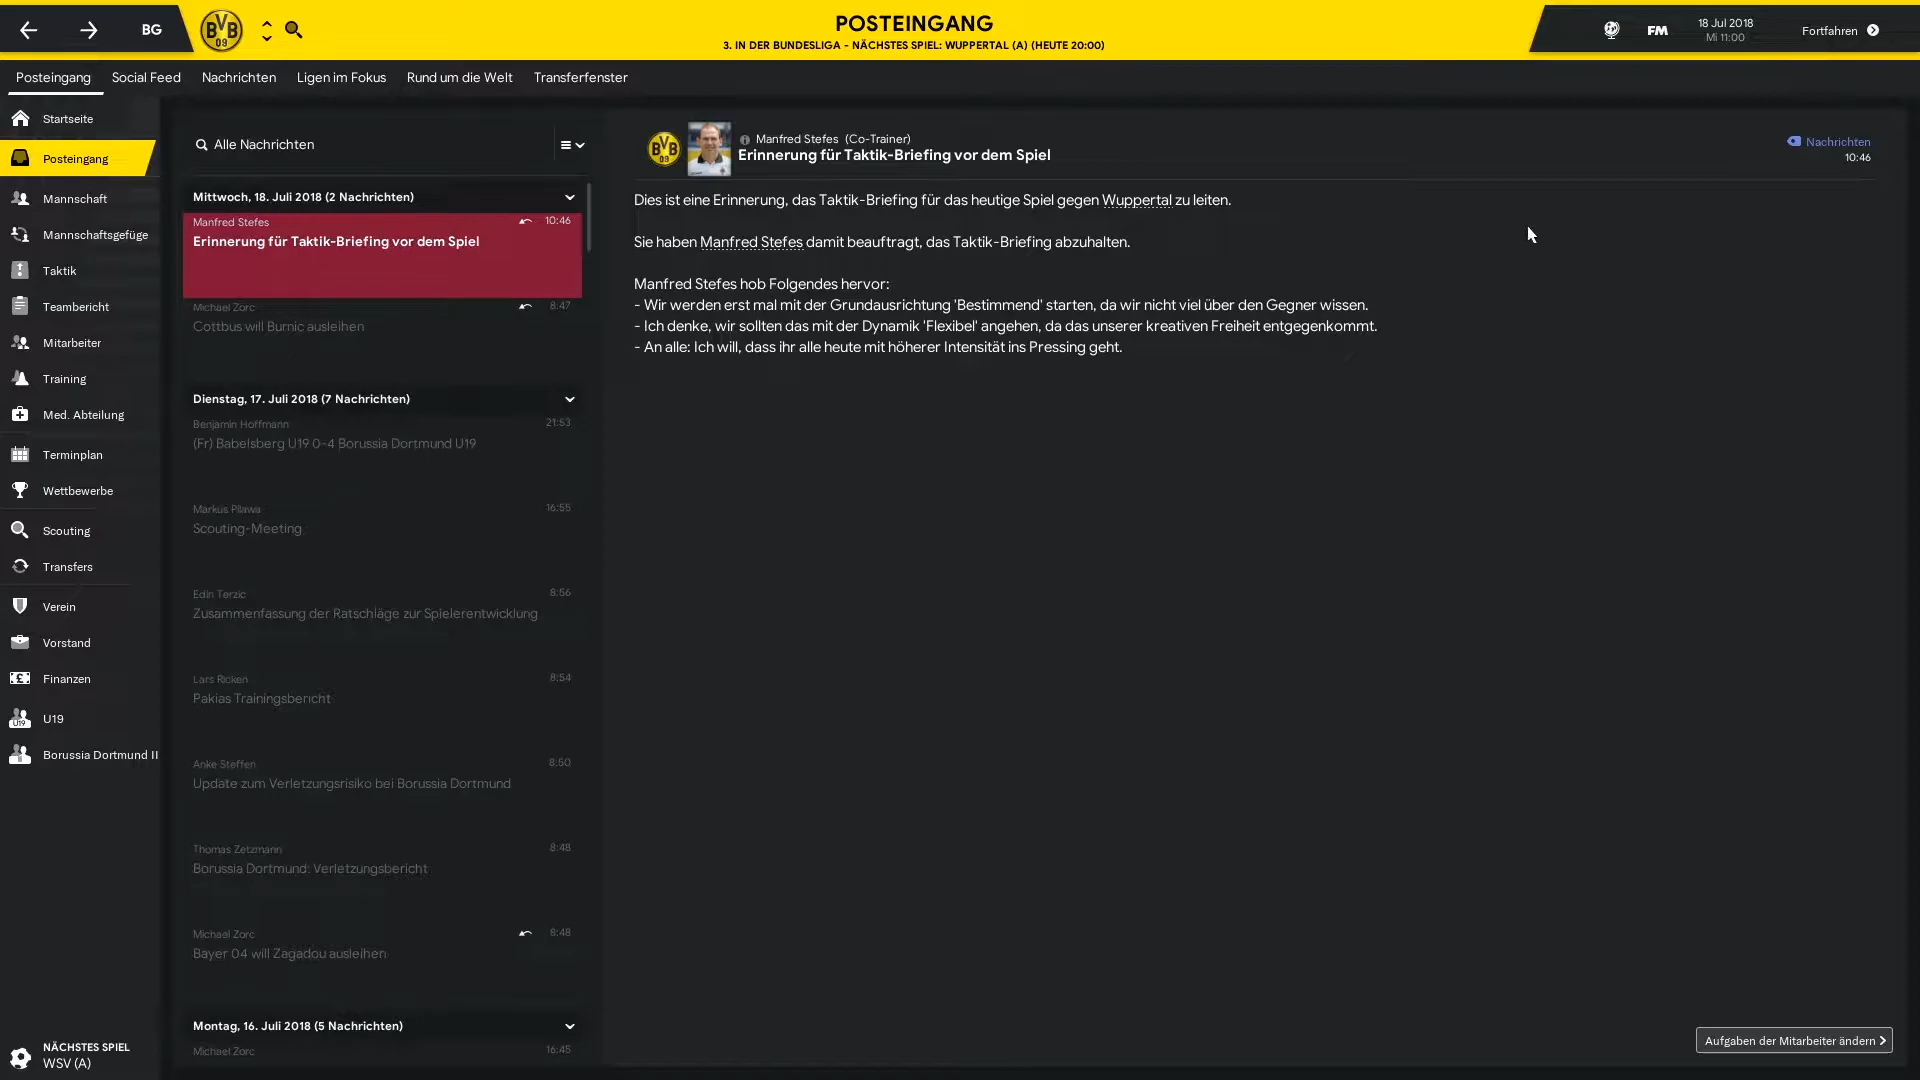 BG
BVB
09
POSTEINGANG
3. IN DER BUNDESLIGA - NÄCHSTES SPIEL: WUPPERTAL (A) (HEUTE 20:00)
FM
18 Jul 2018
Mi 11:00
Fortfahren
Posteingang
Social Feed
Nachrichten
Ligen im Fokus
Rund um die Welt
Transferfenster
Startseite
Posteingang
Mannschaft
Mannschaftsgefüge
Taktik
Teambericht
Mitarbeiter
Training
Med. Abteilung
Terminplan
Wettbewerbe
Scouting
Transfers
Verein
Vorstand
Finanzen
U19
U19
Borussia Dortmund II
NÄCHSTES SPIEL
WSV (A)
Alle Nachrichten
Mittwoch, 18. Juli 2018 (2 Nachrichten)
Manfred Stefes 10:46
Erinnerung für Taktik-Briefing vor dem Spiel
Michael Zorc 8:47
Cottbus will Burnic ausleihen
Dienstag, 17. Juli 2018 (7 Nachrichten)
Benjamin Hoffmann 21:53
(Fr) Babelsberg U19 0-4 Borussia Dortmund U19
Markus Pilawa 16:55
Scouting-Meeting
Edin Terzic 8:56
Zusammenfassung der Ratschläge zur Spielerentwicklung
Lars Ricken 8:54
Pakias Trainingsbericht
Anke Steffen 8:50
Update zum Verletzungsrisiko bei Borussia Dortmund
Thomas Zetzmann 8:48
Borussia Dortmund: Verletzungsbericht
Michael Zorc 8:48
Bayer 04 will Zagadou ausleihen
Montag, 16. Juli 2018 (5 Nachrichten)
Michael Zorc 16:45
BVB
09
Manfred Stefes (Co-Trainer)
Erinnerung für Taktik-Briefing vor dem Spiel
Nachrichten
10:46
Dies ist eine Erinnerung, das Taktik-Briefing für das heutige Spiel gegen Wuppertal zu leiten.
Sie haben Manfred Stefes damit beauftragt, das Taktik-Briefing abzuhalten.
Manfred Stefes hob Folgendes hervor:
- Wir werden erst mal mit der Grundausrichtung 'Bestimmend' starten, da wir nicht viel über den Gegner wissen.
- Ich denke, wir sollten das mit der Dynamik 'Flexibel' angehen, da das unserer kreativen Freiheit entgegenkommt.
- An alle: Ich will, dass ihr alle heute mit höherer Intensität ins Pressing geht.
Aufgaben der Mitarbeiter ändern